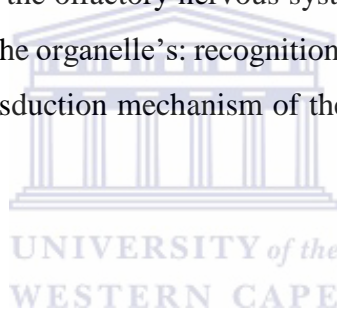 the olfactory nervous syst
he organelle's: recognition
sduction mechanism of the
UNIVERSITY of the
WESTERN CAPE